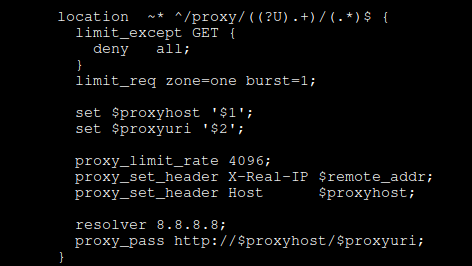 location  ~* ^/proxy/((?U).+)/(.*)$ {
  limit_except GET {
    deny   all;
  }
  limit_req zone=one burst=1;

  set $proxyhost '$1';
  set $proxyuri '$2';

  proxy_limit_rate 4096;
  proxy_set_header X-Real-IP $remote_addr;
  proxy_set_header Host      $proxyhost;

  resolver 8.8.8.8;
  proxy_pass http://$proxyhost/$proxyuri;
}